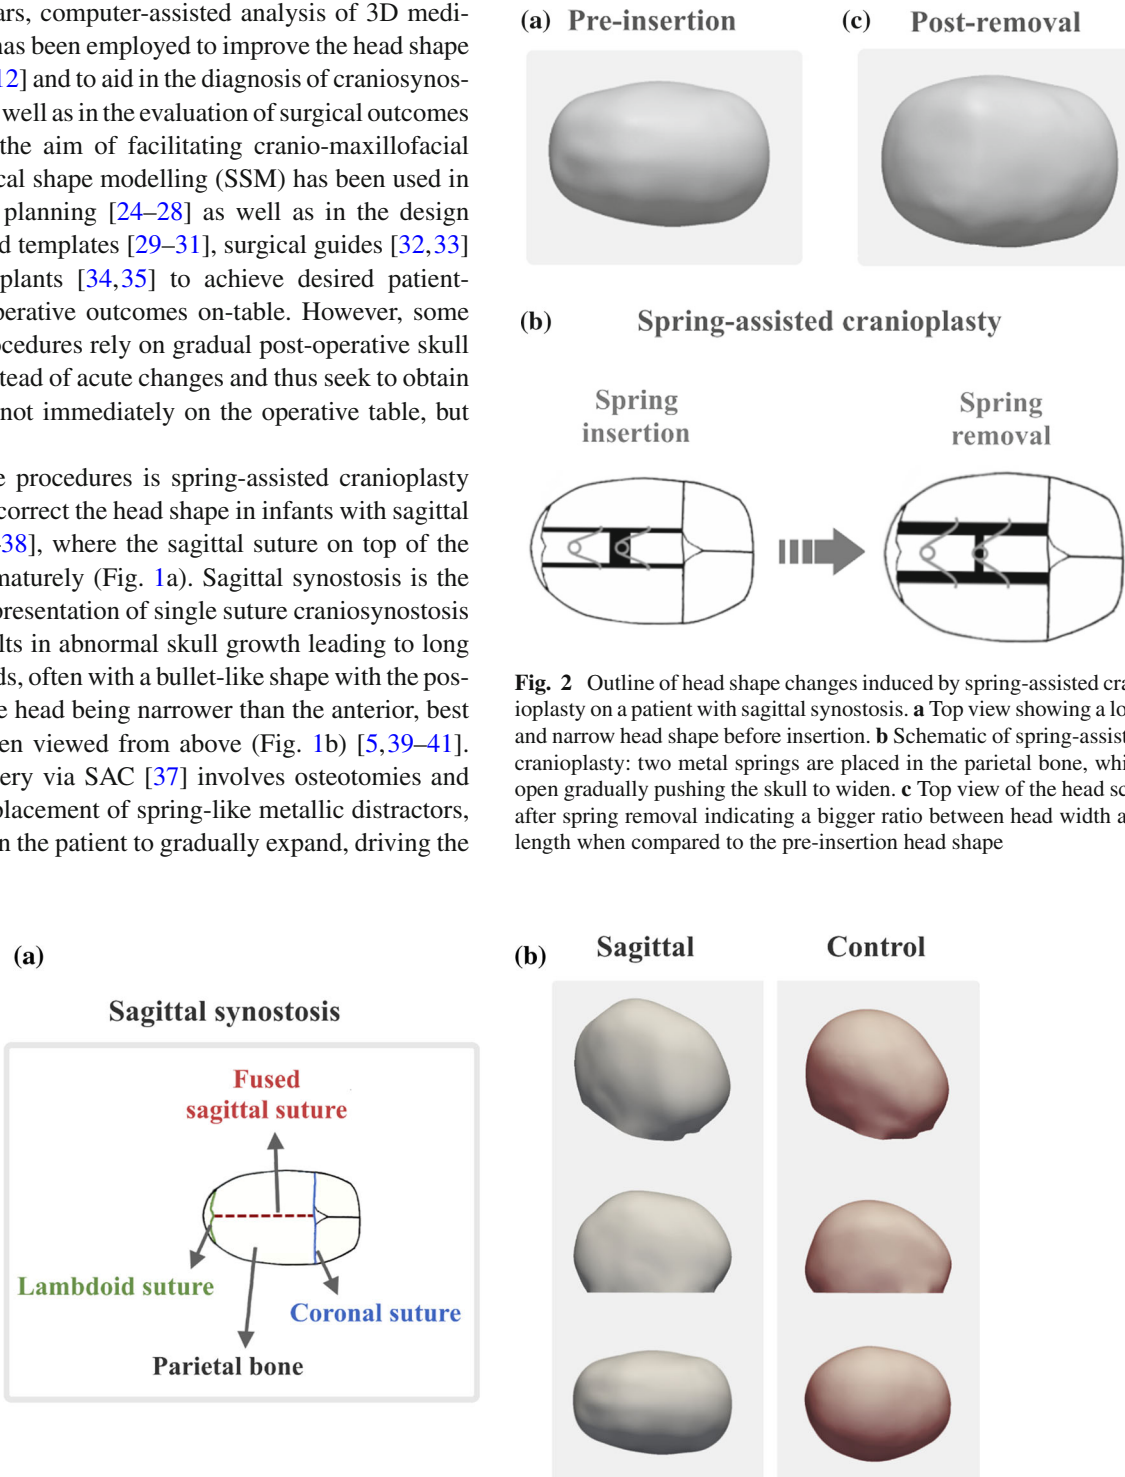 ars, computer-assisted analysis of 3D medi-
has been employed to improve the head shape
12] and to aid in the diagnosis of craniosynos-
well as in the evaluation of surgical outcomes
the aim of facilitating cranio-maxillofacial
cal shape modelling (SSM) has been used in
planning [24–28] as well as in the design
d templates [29–31], surgical guides [32,33]
plants [34,35] to achieve desired patient-
perative outcomes on-table. However, some
ocedures rely on gradual post-operative skull
stead of acute changes and thus seek to obtain
not immediately on the operative table, but
e procedures is spring-assisted cranioplasty
correct the head shape in infants with sagittal
–38], where the sagittal suture on top of the
maturely (Fig. 1a). Sagittal synostosis is the
presentation of single suture craniosynostosis
ults in abnormal skull growth leading to long
ds, often with a bullet-like shape with the pos-
e head being narrower than the anterior, best
en viewed from above (Fig. 1b) [5,39–41].
ery via SAC [37] involves osteotomies and
placement of spring-like metallic distractors,
n the patient to gradually expand, driving the
(a) Pre-insertion
(c) Post-removal
(b) Spring-assisted cranioplasty
Spring
insertion
Spring
removal
Fig. 2 Outline of head shape changes induced by spring-assisted cra
ioplasty on a patient with sagittal synostosis. a Top view showing a lo
and narrow head shape before insertion. b Schematic of spring-assist
cranioplasty: two metal springs are placed in the parietal bone, whi
open gradually pushing the skull to widen. c Top view of the head sc
after spring removal indicating a bigger ratio between head width a
length when compared to the pre-insertion head shape
(a)
Sagittal synostosis
Fused
sagittal suture
Lambdoid suture
Coronal suture
Parietal bone
(b)
Sagittal
Control